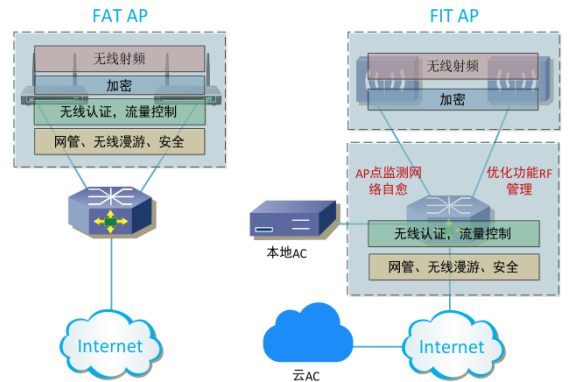 FAT AP
无线射频
加密
无线认证，流量控制
网管、无线漫游、安全
Internet
FIT AP
无线射频
加密
AP点监测网
络自愈
优化功能RF
管理
无线认证，流量控制
网管、无线漫游、安全
本地AC
云AC
Internet